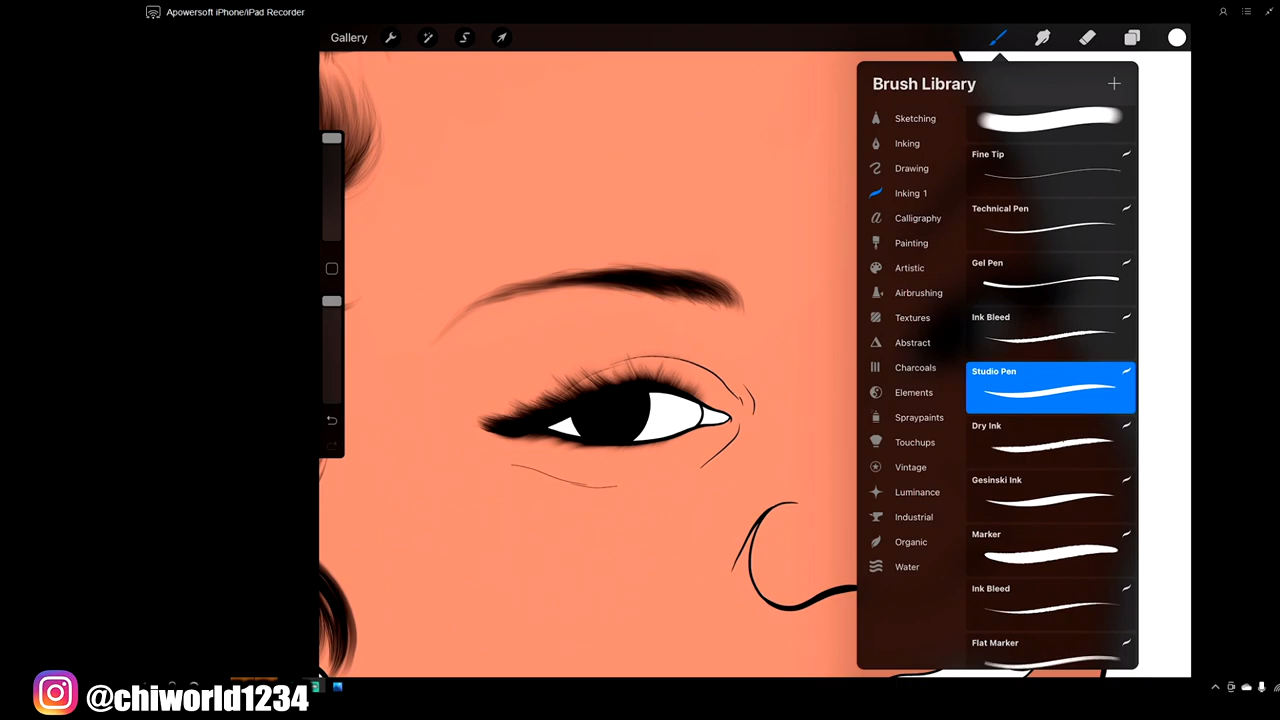 Apowersoft iPhone/iPad Recorder
Gallery
Brush Library
Sketching
Inking
Drawing
Inking 1
Calligraphy
Painting
Artistic
Airbrushing
Textures
Abstract
Charcoals
Elements
Spraypaints
Touchups
Vintage
Luminance
Industrial
Organic
Water
Fine Tip
Technical Pen
Gel Pen
Ink Bleed
Studio Pen
Dry Ink
Gesinski Ink
Marker
Ink Bleed
Flat Marker
@chiworld1234